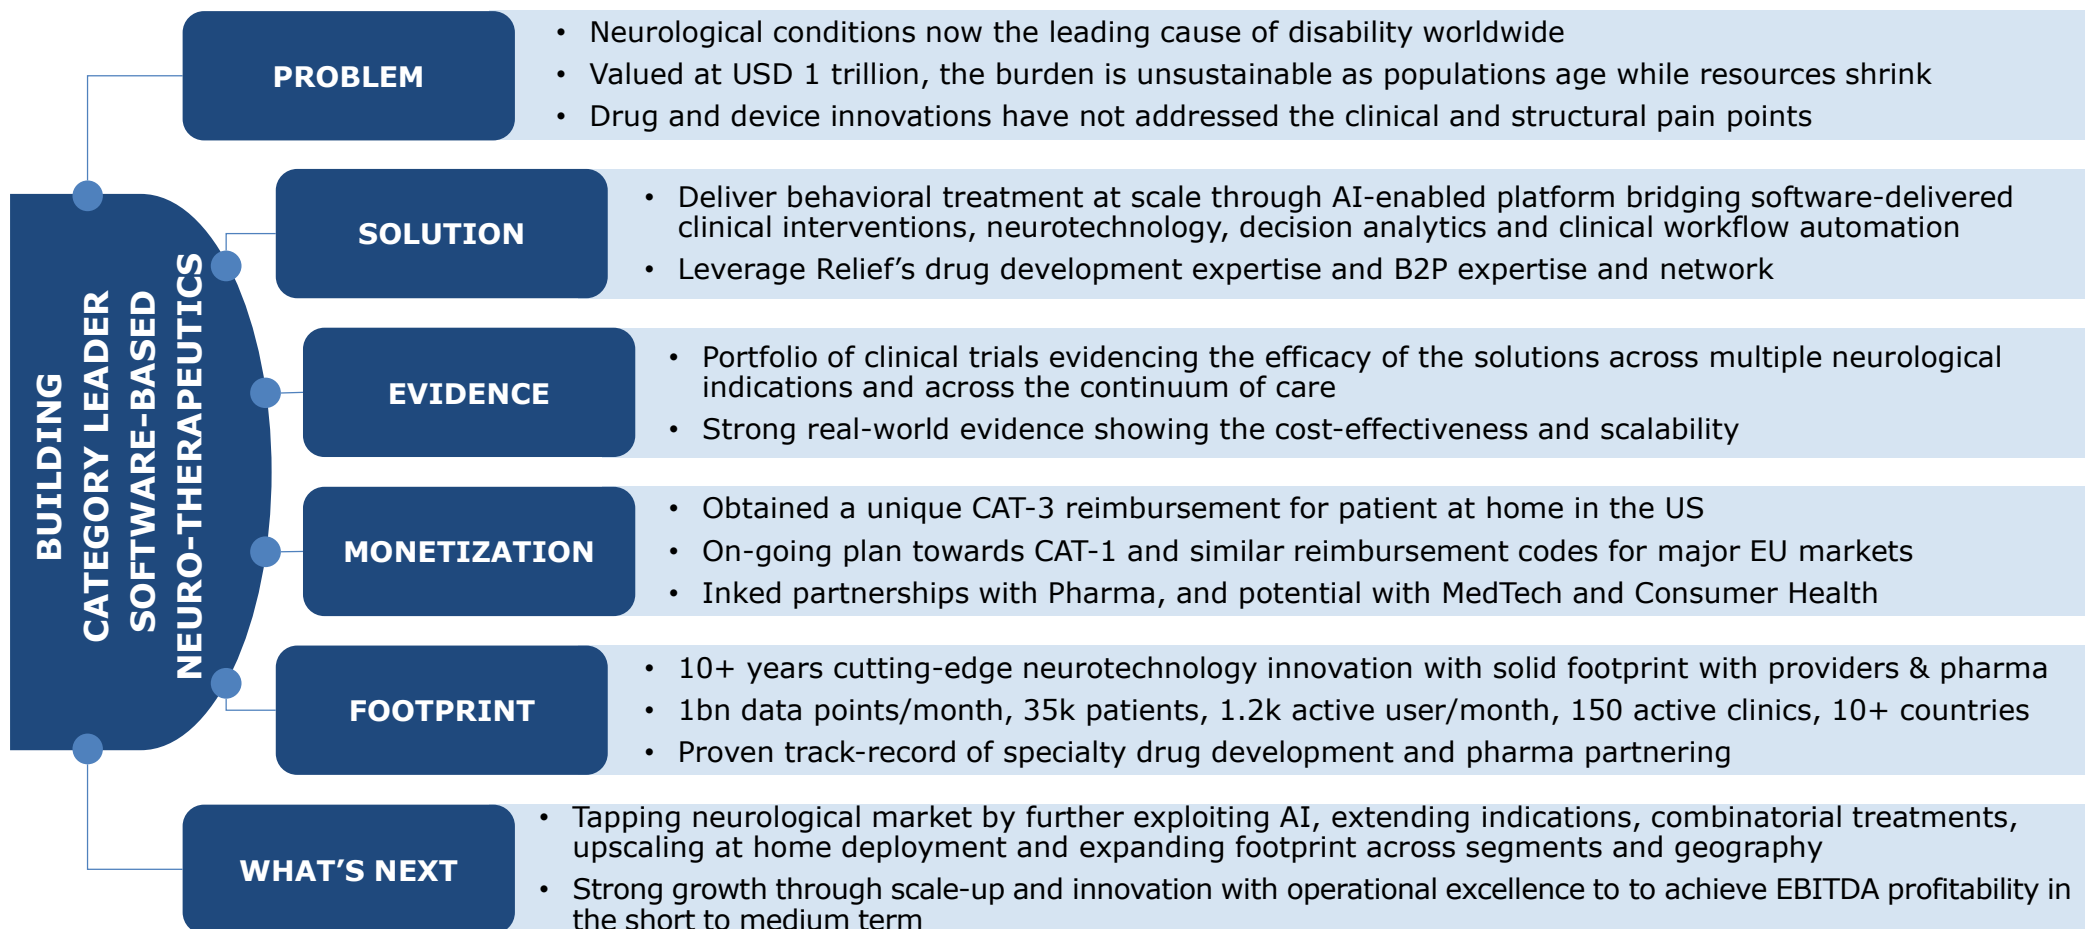 BUILDING
CATEGORY LEADER
SOFTWARE-BASED
NEURO-THERAPEUTICS
PROBLEM
• Neurological conditions now the leading cause of disability worldwide
• Valued at USD 1 trillion, the burden is unsustainable as populations age while resources shrink
• Drug and device innovations have not addressed the clinical and structural pain points
SOLUTION
• Deliver behavioral treatment at scale through AI-enabled platform bridging software-delivered
clinical interventions, neurotechnology, decision analytics and clinical workflow automation
• Leverage Relief’s drug development expertise and B2P expertise and network
EVIDENCE
• Portfolio of clinical trials evidencing the efficacy of the solutions across multiple neurological
indications and across the continuum of care
• Strong real-world evidence showing the cost-effectiveness and scalability
MONETIZATION
• Obtained a unique CAT-3 reimbursement for patient at home in the US
• On-going plan towards CAT-1 and similar reimbursement codes for major EU markets
• Inked partnerships with Pharma, and potential with MedTech and Consumer Health
FOOTPRINT
• 10+ years cutting-edge neurotechnology innovation with solid footprint with providers & pharma
• 1bn data points/month, 35k patients, 1.2k active user/month, 150 active clinics, 10+ countries
• Proven track-record of specialty drug development and pharma partnering
WHAT’S NEXT
• Tapping neurological market by further exploiting AI, extending indications, combinatorial treatments,
upscaling at home deployment and expanding footprint across segments and geography
• Strong growth through scale-up and innovation with operational excellence to to achieve EBITDA profitability in
the short to medium term